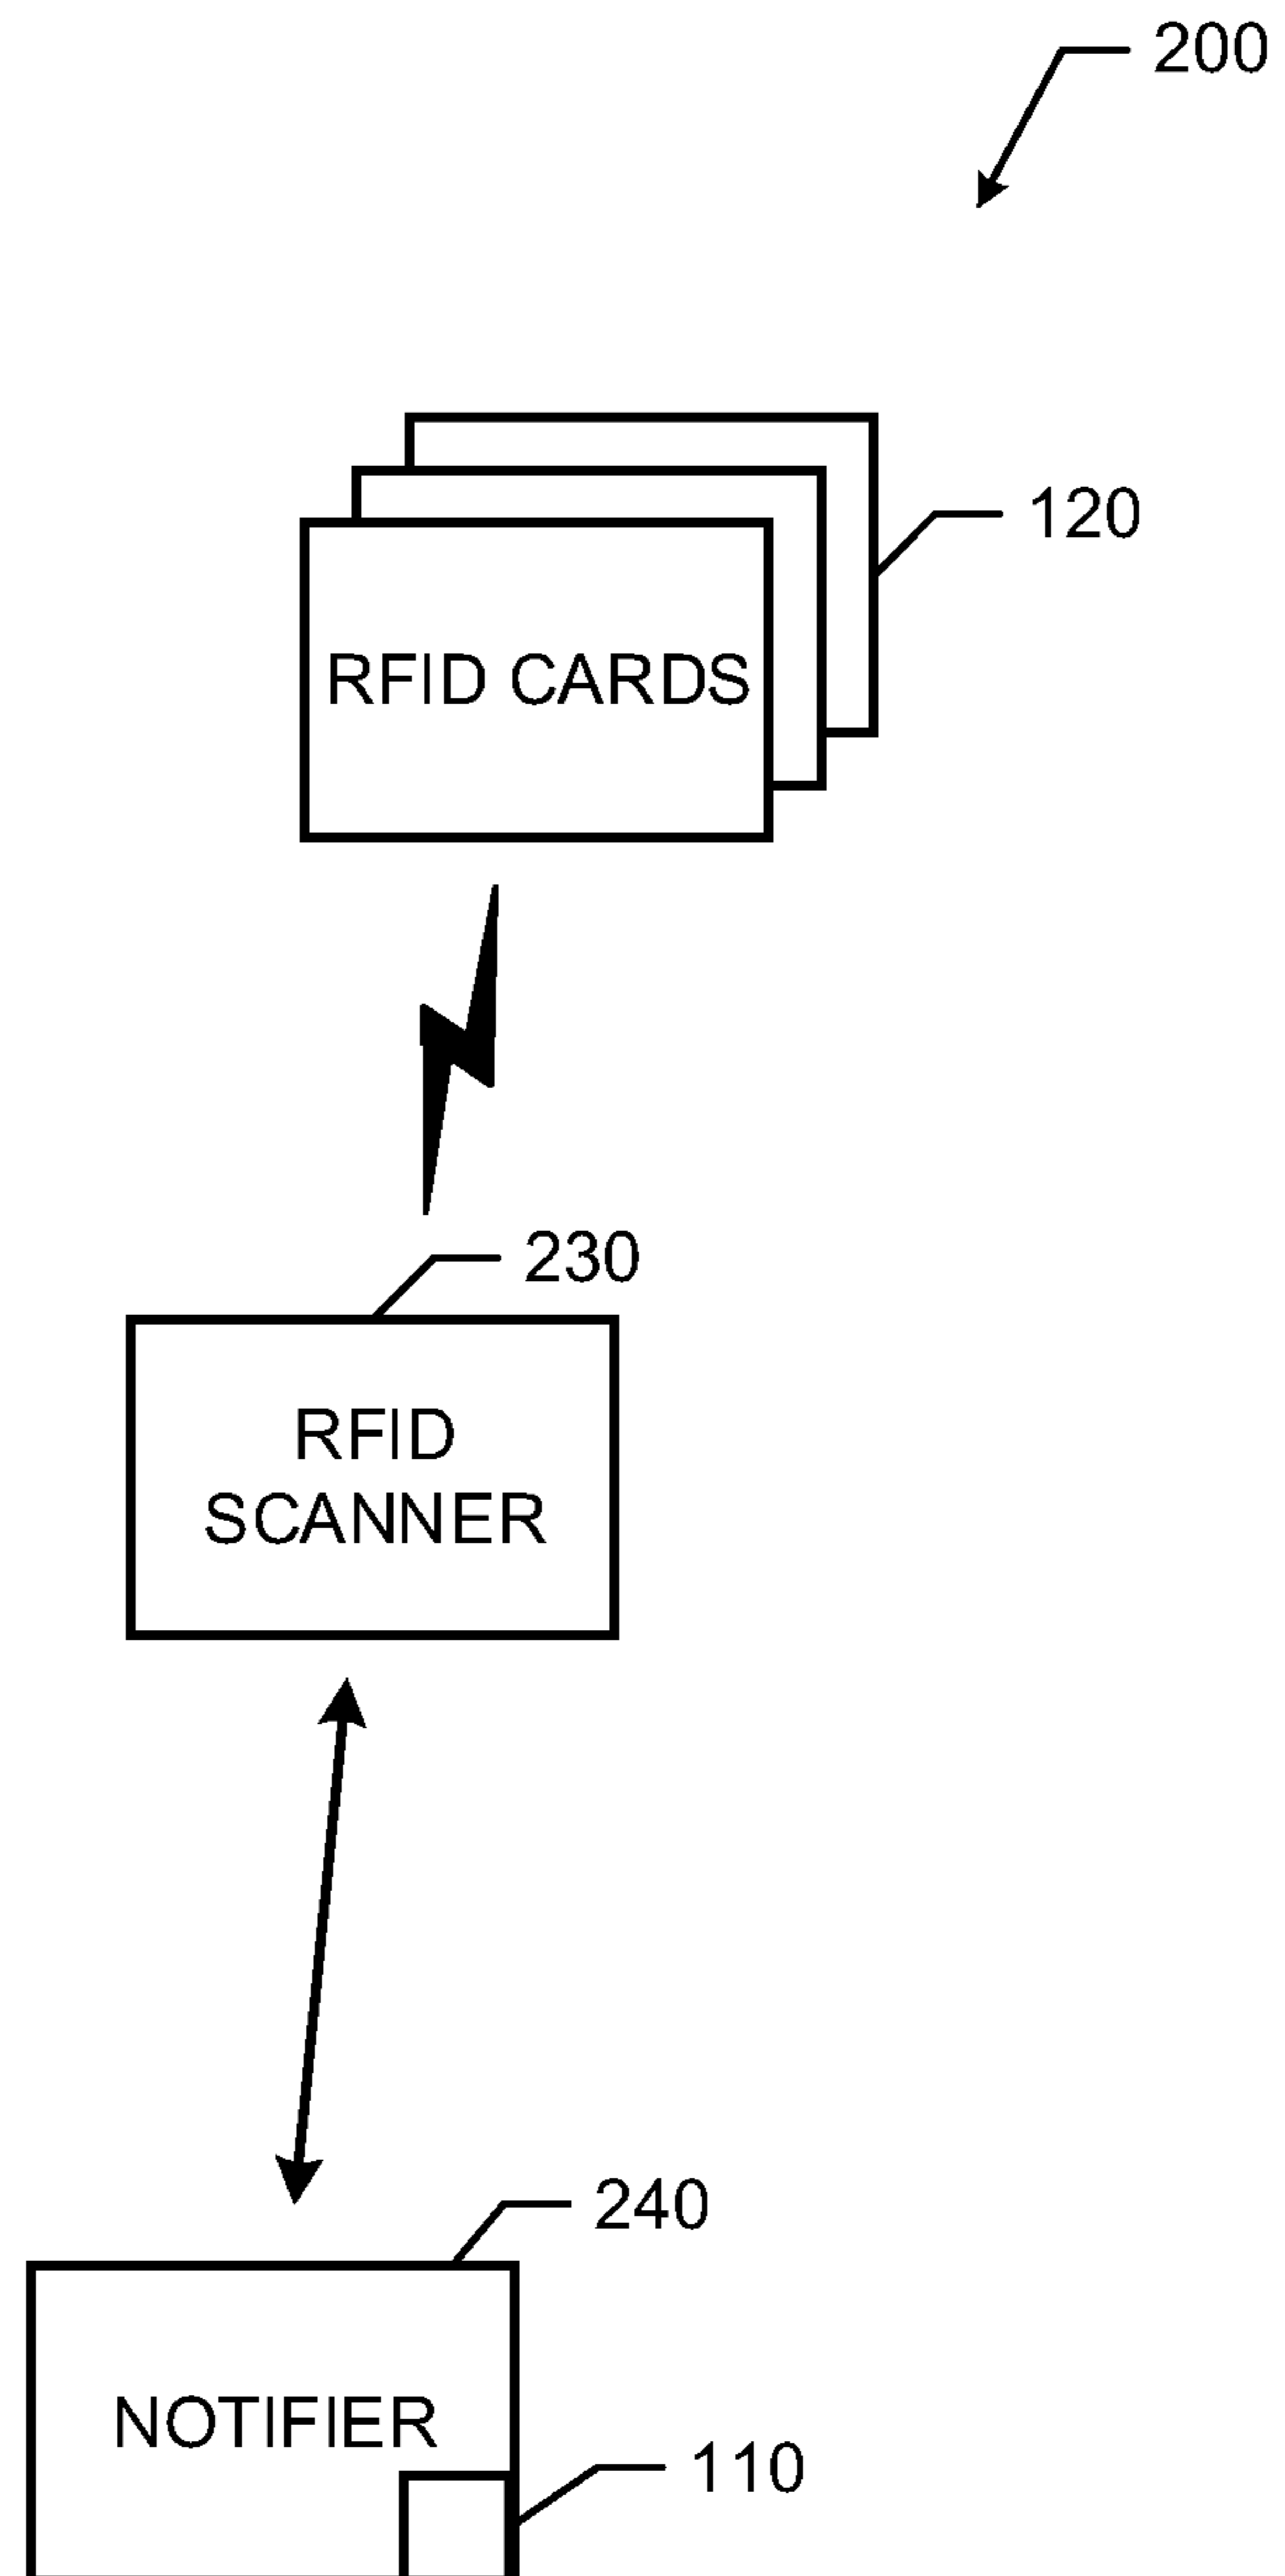 200
120
RFID CARDS
230
RFID
SCANNER
240
NOTIFIER
110